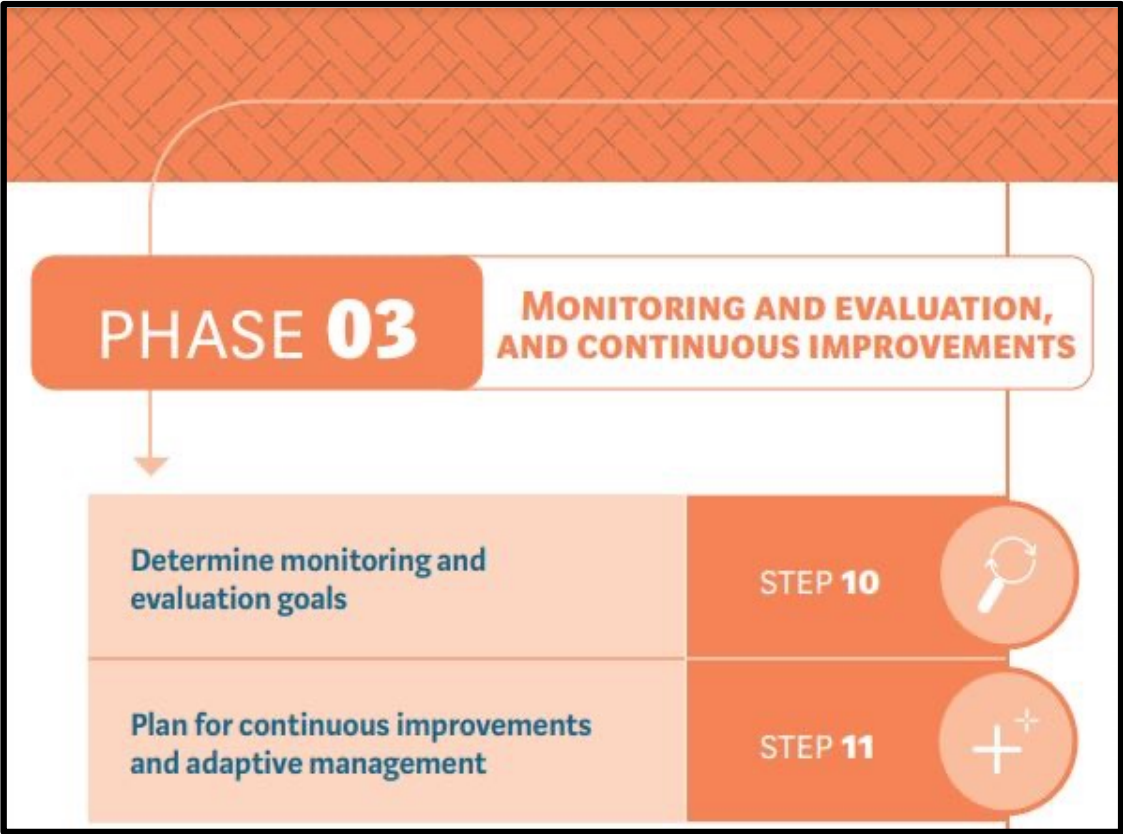 PHASE 03
MONITORING AND EVALUATION,
AND CONTINUOUS IMPROVEMENTS
Determine monitoring and
evaluation goals
STEP 10
Plan for continuous improvements
and adaptive management
STEP 11